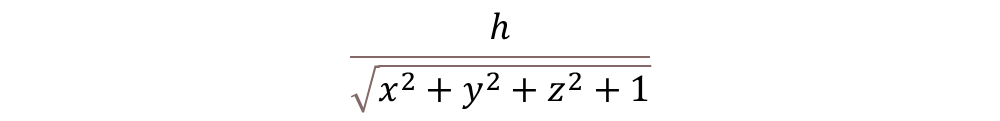 h
√x² + y² + z² + 1